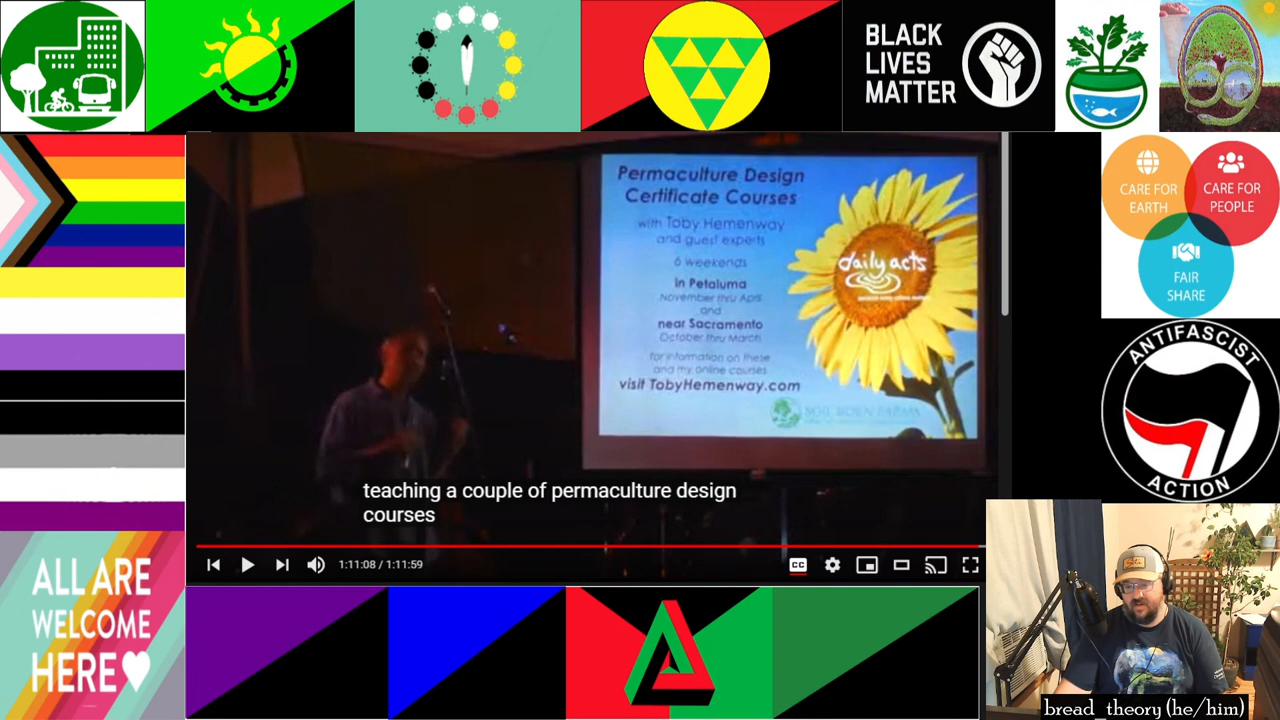 BLACK
LIVES
MATTER
CARE FOR
EARTH
CARE FOR
PEOPLE
FAIR
SHARE
Permaculture Design
Certificate Courses
with Toby Hemenway
and guest experts
6 weekends
in Petaluma
November thru April
and
near Sacramento
October thru March
for information on these
and my online courses
visit TobyHemenway.com
daily acts
ANTIFASCIST
ACTION
teaching a couple of permaculture design
courses
1:11:08 / 1:11:59
CC
ALL ARE
WELCOME
HERE
bread_theory (he/him)